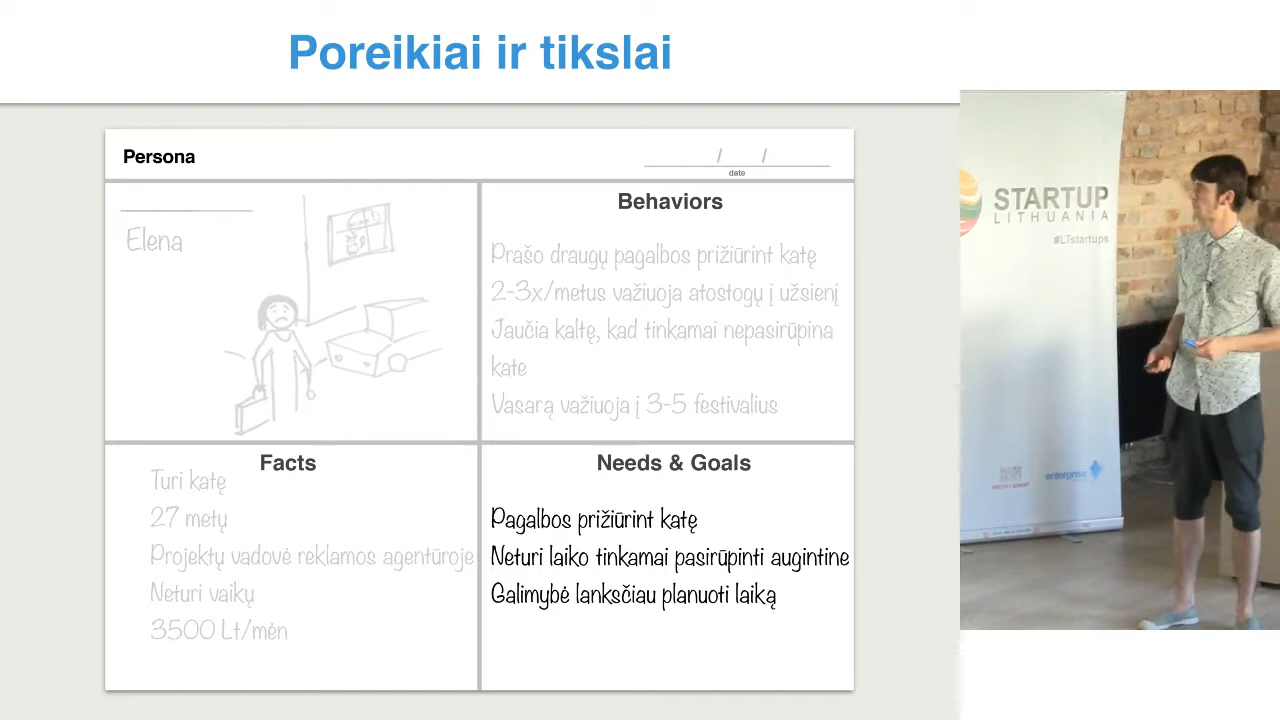 Poreikiai ir tikslai
Persona
/ /
date
Elena
Behaviors
Prašo draugų pagalbos prižiūrint katę
2-3x/metus važiuoja atostogų į užsienį
Jaučia kaltę, kad tinkamai nepasirūpina
kate
Vasarą važiuoja į 3-5 festivalius
Facts
Turi katę
27 metų
Projektų vadovė reklamos agentūroje
Neturi vaikų
3500 Lt/mėn
Needs & Goals
Pagalbos prižiūrint katę
Neturi laiko tinkamai pasirūpinti augintine
Galimybė lanksčiau planuoti laiką
STARTUP
LITHUANIA
#LTstartups
enterprise